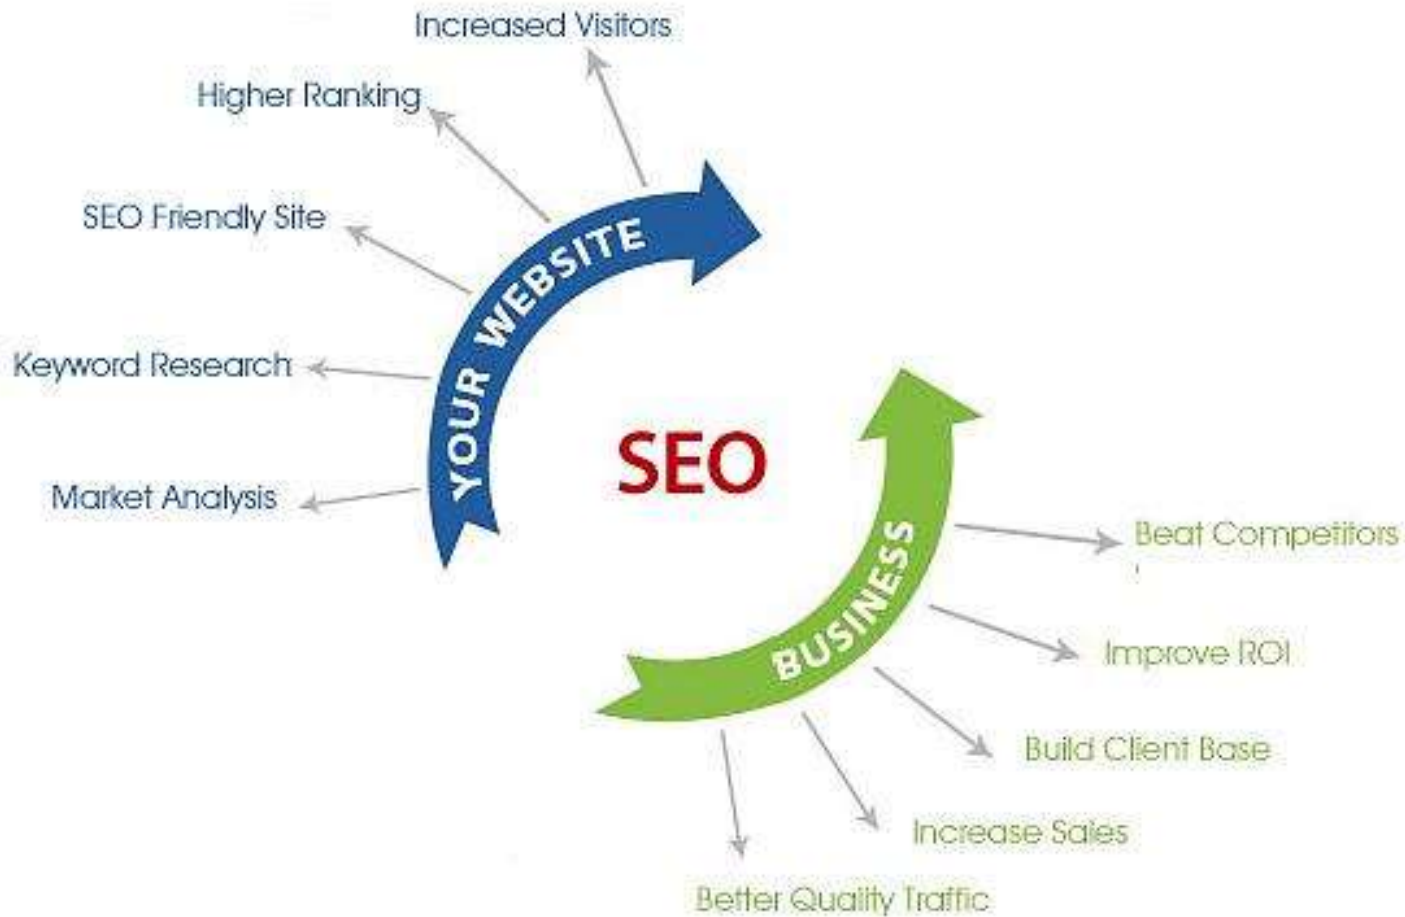 Increased Visitors
Higher Ranking
SEO Friendly Site
Keyword Research
Market Analysis
YOUR WEBSITE
SEO
BUSINESS
Beat Competitors
Improve ROI
Build Client Base
Increase Sales
Better Quality Traffic